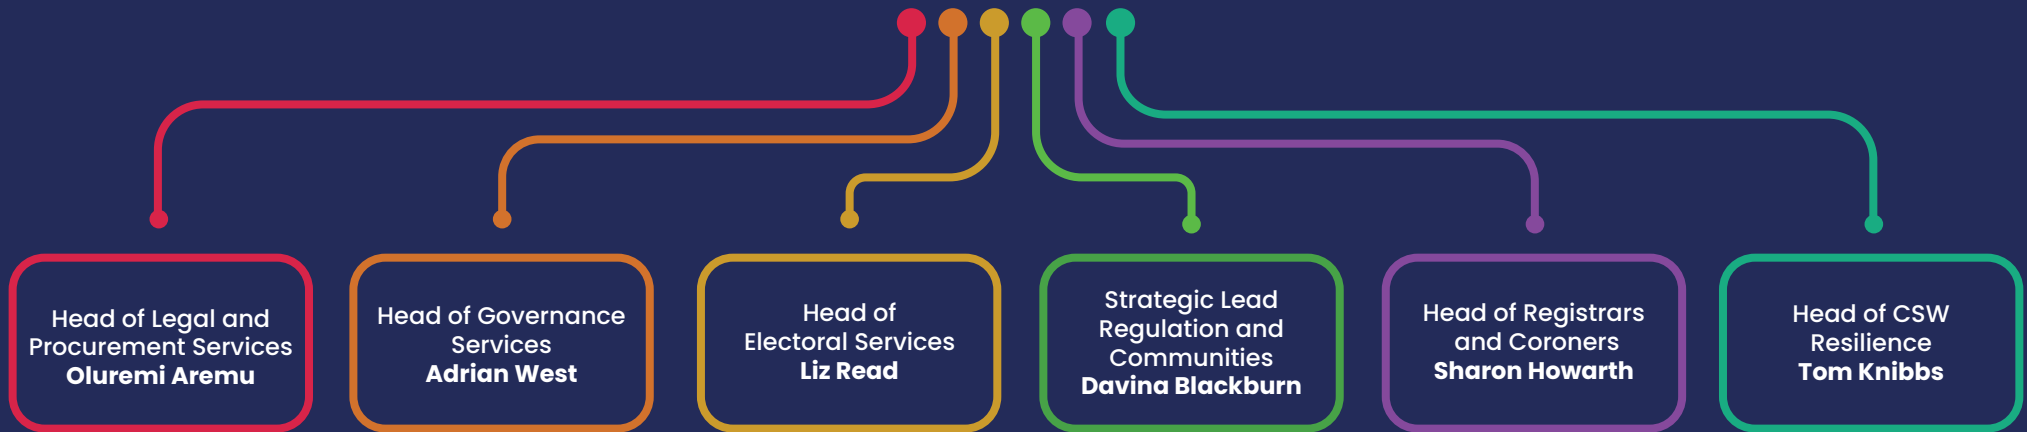 Head of Legal and
Procurement Services
Oluremi Aremu
Head of Governance
Services
Adrian West
Head of
Electoral Services
Liz Read
Strategic Lead
Regulation and
Communities
Davina Blackburn
Head of Registrars
and Coroners
Sharon Howarth
Head of CSW
Resilience
Tom Knibbs